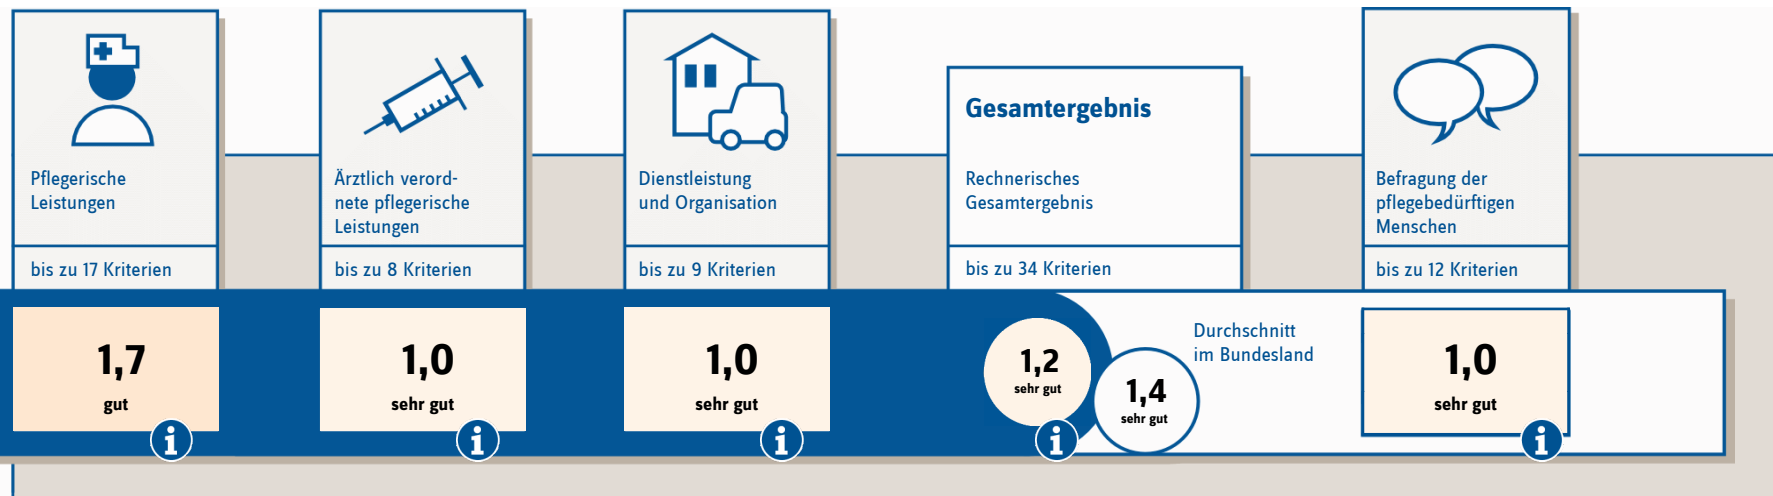 Pflegerische
Leistungen
bis zu 17 Kriterien
1,7
gut
i
Ärztlich verord-
nete pflegerische
Leistungen
bis zu 8 Kriterien
1,0
sehr gut
i
Dienstleistung
und Organisation
bis zu 9 Kriterien
1,0
sehr gut
i
Gesamtergebnis
Rechnerisches
Gesamtergebnis
bis zu 34 Kriterien
1,2
sehr gut
i
1,4
sehr gut
Durchschnitt
im Bundesland
Befragung der
pflegebedürftigen
Menschen
bis zu 12 Kriterien
1,0
sehr gut
i